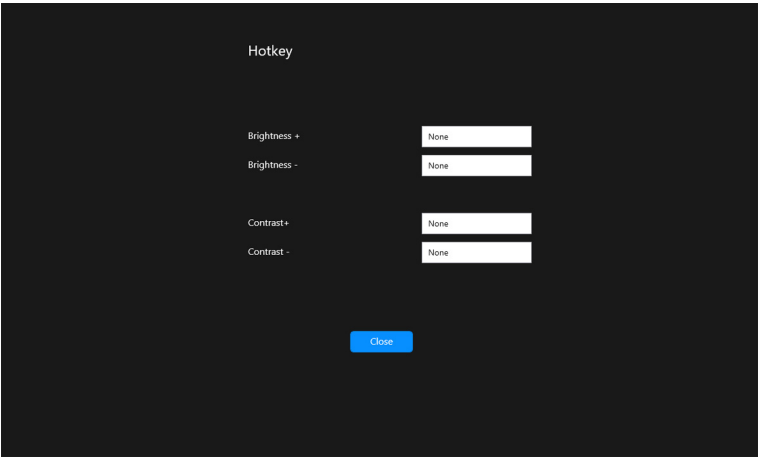 Hotkey
Brightness + None
Brightness - None
Contrast+ None
Contrast - None
Close